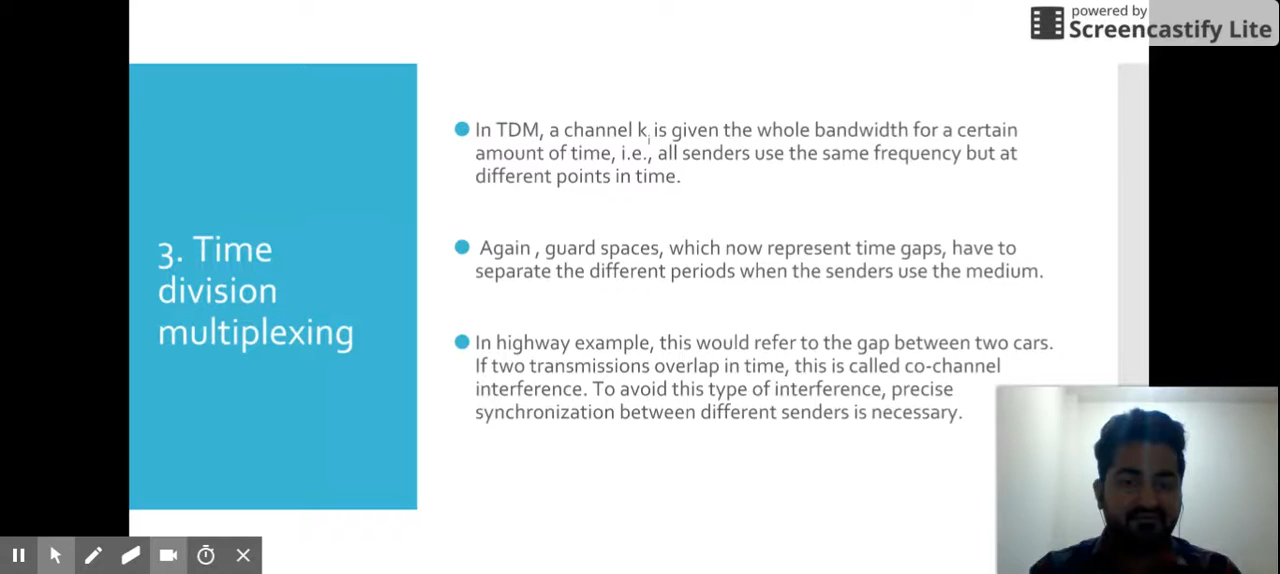 powered by
Screencastify Lite
3. Time
division
multiplexing
In TDM, a channel kᵢ is given the whole bandwidth for a certain
amount of time, i.e., all senders use the same frequency but at
different points in time.
Again , guard spaces, which now represent time gaps, have to
separate the different periods when the senders use the medium.
In highway example, this would refer to the gap between two cars.
If two transmissions overlap in time, this is called co-channel
interference. To avoid this type of interference, precise
synchronization between different senders is necessary.